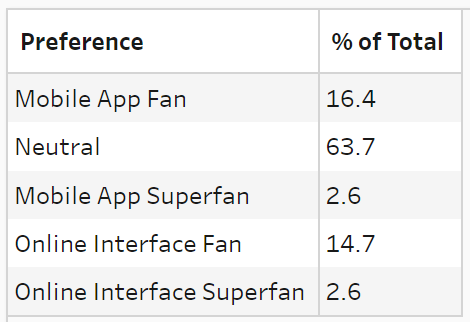 Preference % of Total
Mobile App Fan 16.4
Neutral 63.7
Mobile App Superfan 2.6
Online Interface Fan 14.7
Online Interface Superfan 2.6